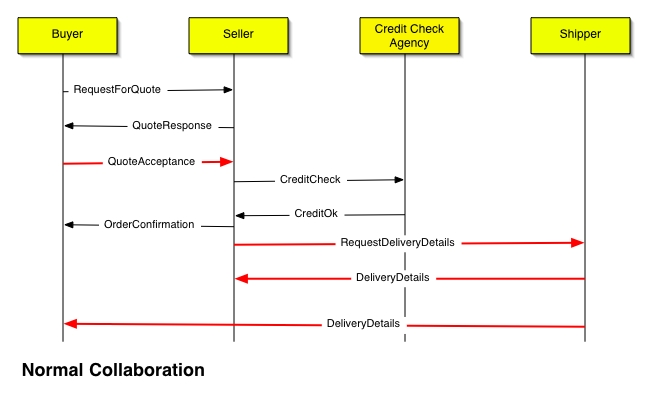 Buyer
Seller
Credit Check
Agency
Shipper
RequestForQuote
QuoteResponse
QuoteAcceptance
CreditCheck
CreditOk
OrderConfirmation
RequestDeliveryDetails
DeliveryDetails
DeliveryDetails
Normal Collaboration